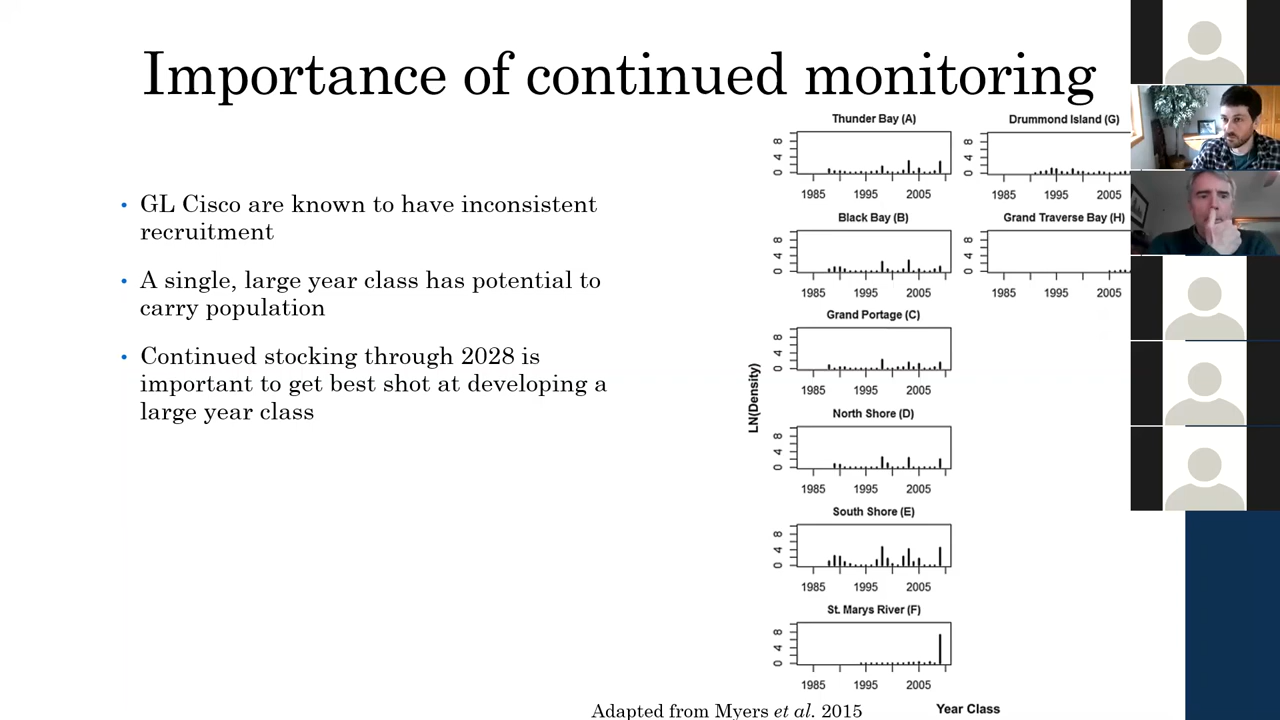 Importance of continued monitoring
• GL Cisco are known to have inconsistent
recruitment
• A single, large year class has potential to
carry population
• Continued stocking through 2028 is
important to get best shot at developing a
large year class
Thunder Bay (A)
0 4 8
1985 1995 2005
Drummond Island (G)
0 4 8
1985 1995 2005
Black Bay (B)
0 4 8
1985 1995 2005
Grand Traverse Bay (H)
0 4 8
1985 1995 2005
Grand Portage (C)
0 4 8
1985 1995 2005
LN(Density)
North Shore (D)
0 4 8
1985 1995 2005
South Shore (E)
0 4 8
1985 1995 2005
St. Marys River (F)
0 4 8
1985 1995 2005
Year Class
Adapted from Myers et al. 2015